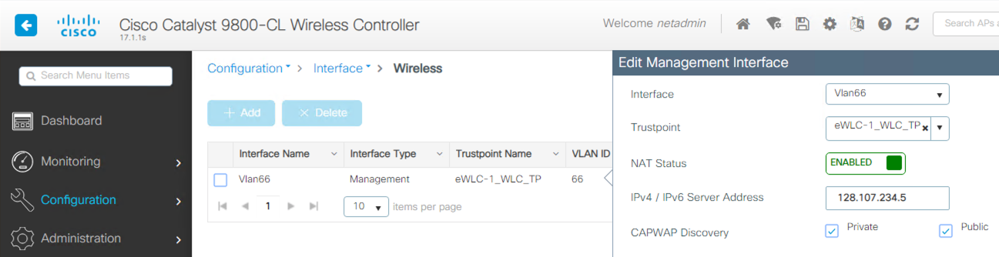 CISCO
Cisco Catalyst 9800-CL Wireless Controller
17.1.1s
Welcome netadmin
Search APs
Search Menu Items
Dashboard
Monitoring
Configuration
Administration
Configuration > Interface > Wireless
+ Add
× Delete
Interface Name Interface Type Trustpoint Name VLAN ID
Vlan66 Management eWLC-1_WLC_TP 66
1 10 items per page
Edit Management Interface
Interface Vlan66
Trustpoint eWLC-1_WLC_TP
NAT Status ENABLED
IPv4 / IPv6 Server Address 128.107.234.5
CAPWAP Discovery Private Public